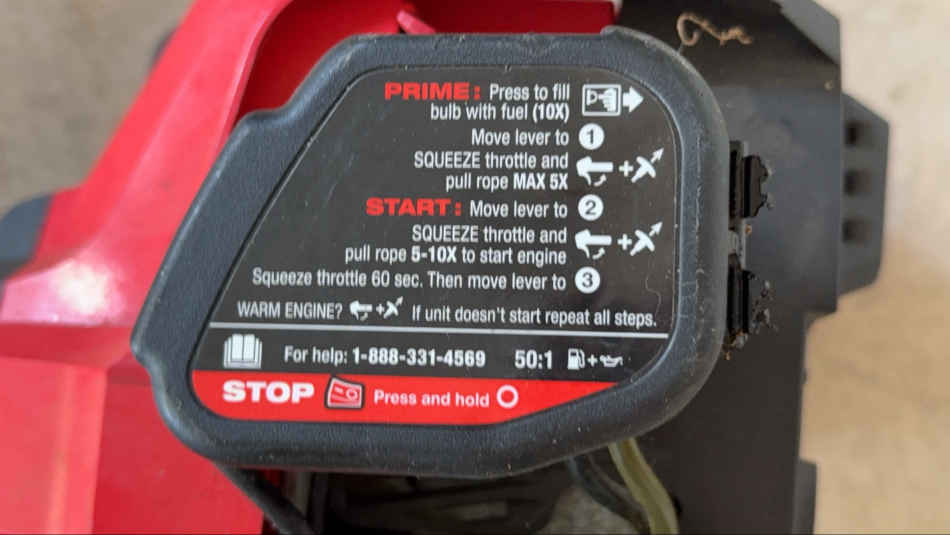 PRIME: Press to fill
bulb with fuel (10X)
Move lever to 1
SQUEEZE throttle and
pull rope MAX 5X
START: Move lever to 2
SQUEEZE throttle and
pull rope 5-10X to start engine
Squeeze throttle 60 sec. Then move lever to 3
WARM ENGINE? + If unit doesn't start repeat all steps.
For help: 1-888-331-4569 50:1 +
STOP Press and hold O